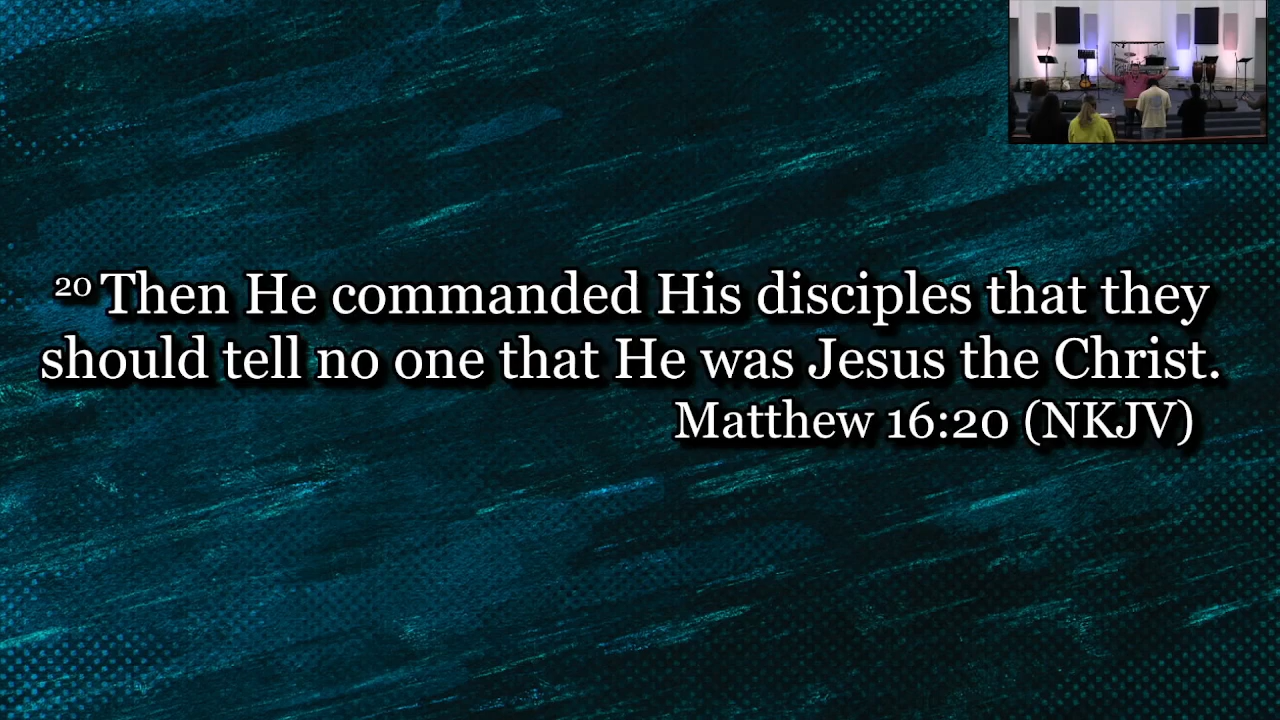 20 Then He commanded His disciples that they
should tell no one that He was Jesus the Christ.
Matthew 16:20 (NKJV)